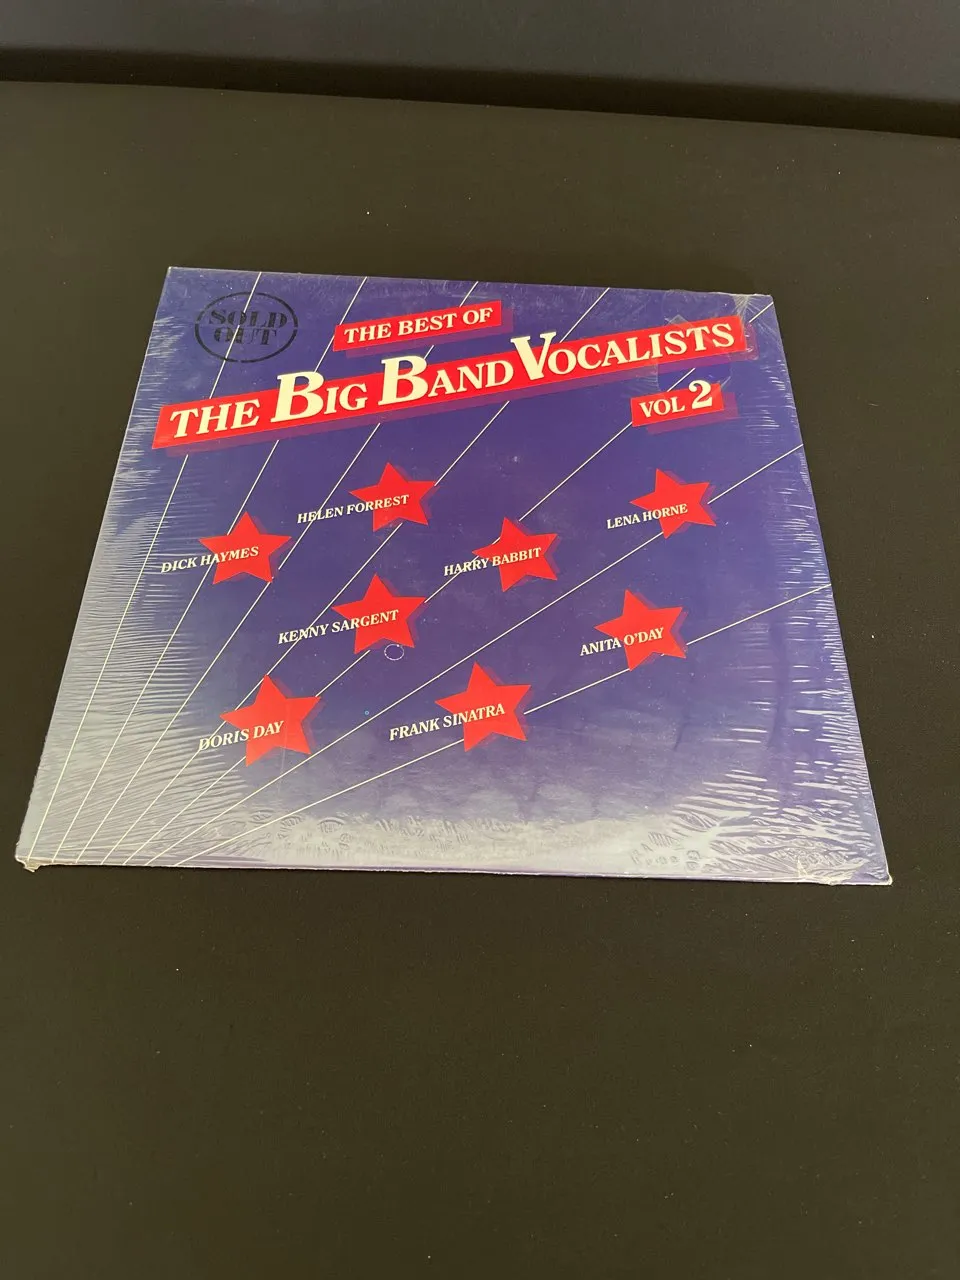 SOLD
OUT
THE BEST OF
THE BIG BAND VOCALISTS
VOL 2
HELEN FORREST
LENA HORNE
DICK HAYMES
HARRY BABBIT
KENNY SARGENT
ANITA O'DAY
DORIS DAY
FRANK SINATRA